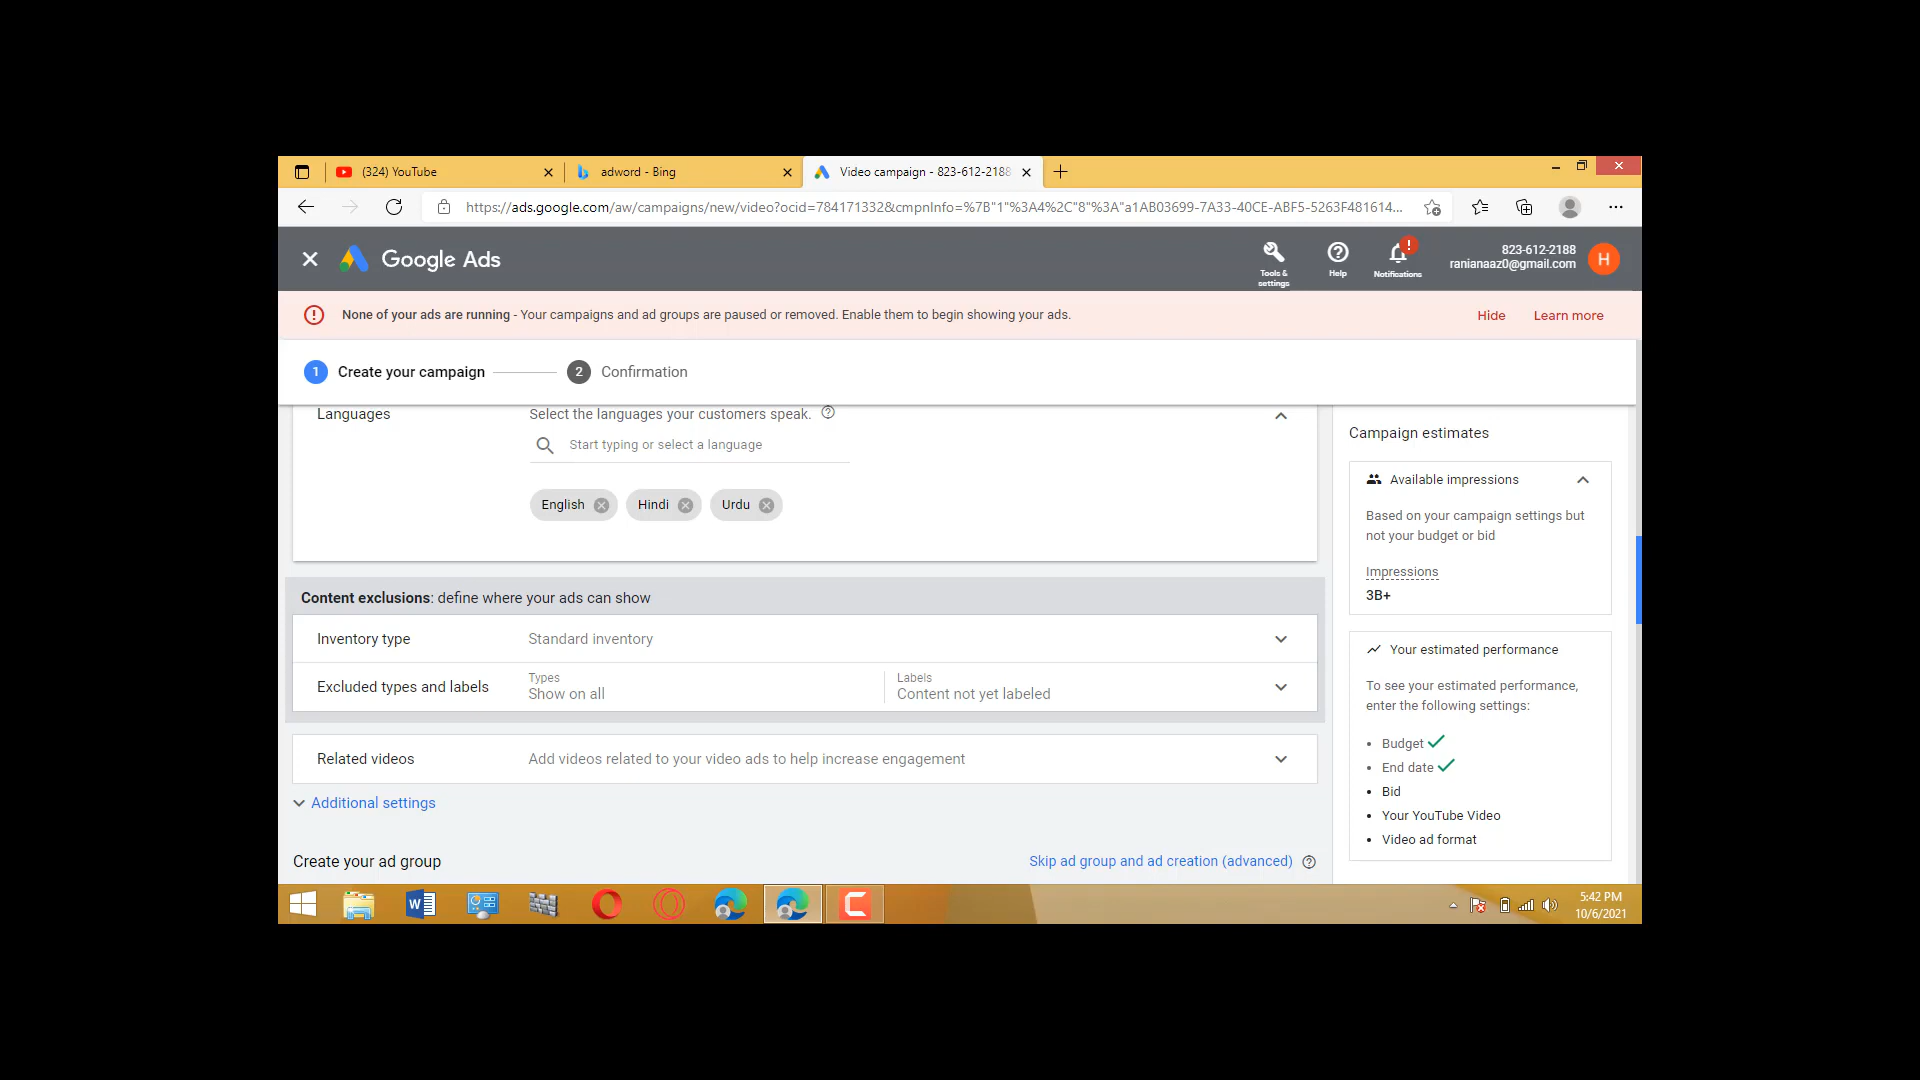 (324) YouTube
adword - Bing
Video campaign - 823-612-2188
https://ads.google.com/aw/campaigns/new/video?ocid=784171332&cmpnInfo=%7B"1"%3A4%2C"8"%3A"a1AB03699-7A33-40CE-ABF5-5263F481614...
Google Ads
Tools &
settings
Help
Notifications
823-612-2188
ranianaaz0@gmail.com
H
None of your ads are running - Your campaigns and ad groups are paused or removed. Enable them to begin showing your ads.
Hide
Learn more
1 Create your campaign
2 Confirmation
Languages
Select the languages your customers speak.
Start typing or select a language
English
Hindi
Urdu
Content exclusions: define where your ads can show
Inventory type
Standard inventory
Excluded types and labels
Types
Show on all
Labels
Content not yet labeled
Related videos
Add videos related to your video ads to help increase engagement
Additional settings
Create your ad group
Skip ad group and ad creation (advanced)
Campaign estimates
Available impressions
Based on your campaign settings but
not your budget or bid
Impressions
3B+
Your estimated performance
To see your estimated performance,
enter the following settings:
• Budget
• End date
• Bid
• Your YouTube Video
• Video ad format
5:42 PM
10/6/2021